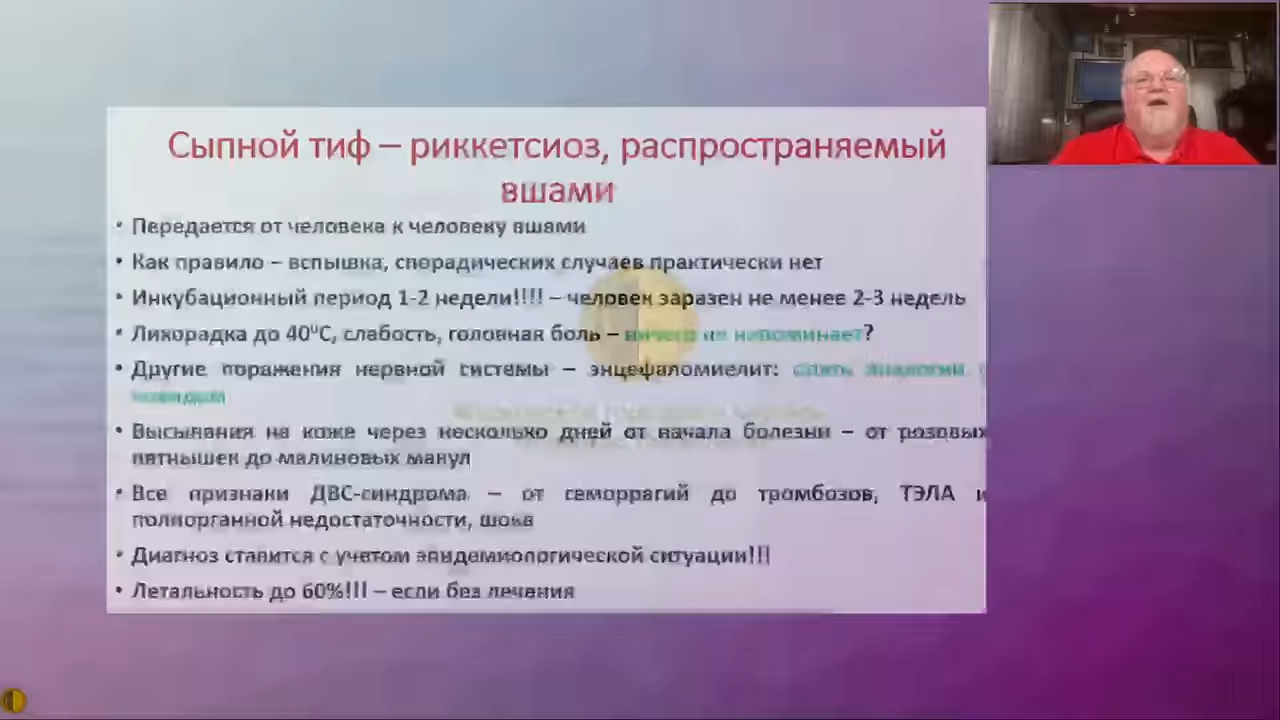 Сыпной тиф – риккетсиоз, распространяемый
вшами
• Передается от человека к человеку вшами
• Как правило – вспышка, спорадических случаев практически нет
• Инкубационный период 1-2 недели!!!! – человек заразен не менее 2-3 недель
• Лихорадка до 40⁰С, слабость, головная боль – ничего не напоминает?
• Другие поражения нервной системы – энцефаломиелит: опять аналогии
• Высыпания на коже через несколько дней от начала болезни – от розовых
пятнышек до малиновых макул
• Все признаки ДВС-синдрома – от геморрагий до тромбозов, ТЭЛА и
полиорганной недостаточности, шока
• Диагноз ставится с учетом эпидемиологической ситуации!!!
• Летальность до 60%!!! – если без лечения